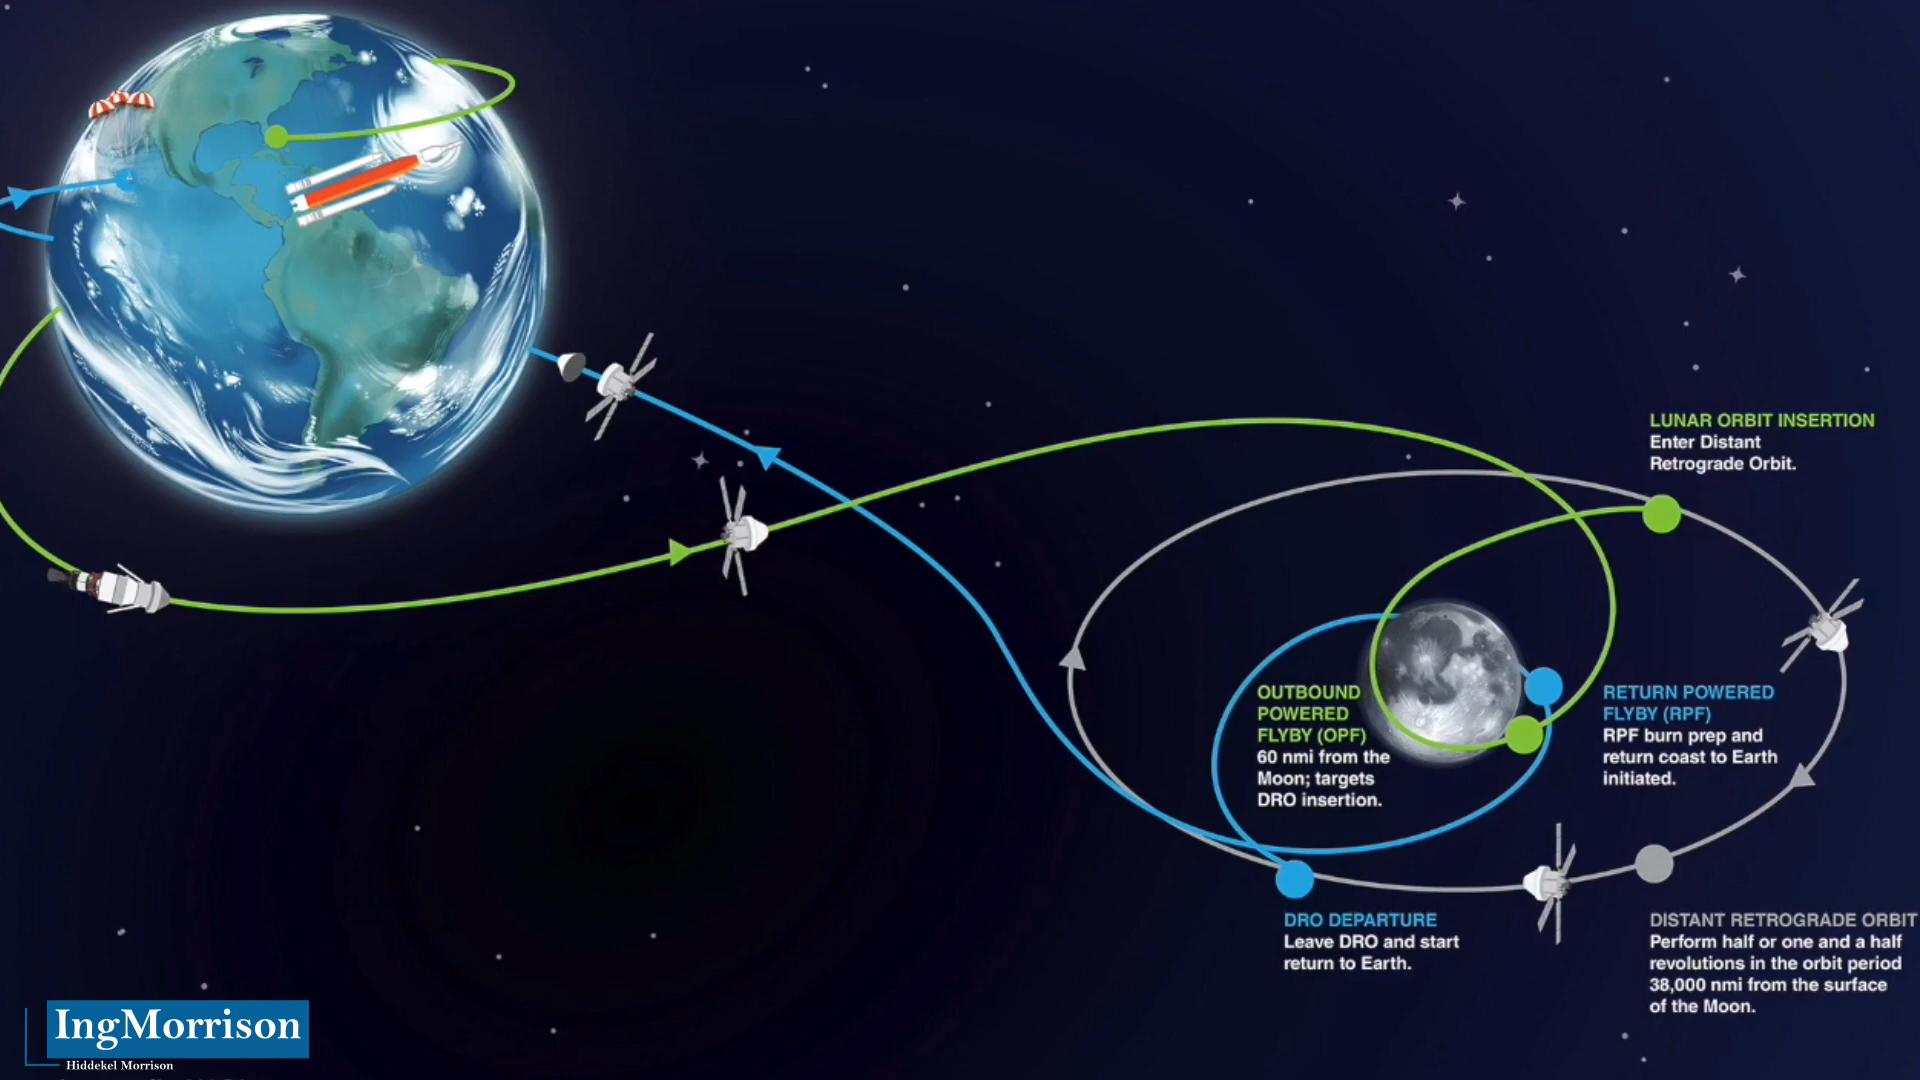 LUNAR ORBIT INSERTION
Enter Distant
Retrograde Orbit.
OUTBOUND
POWERED
FLYBY (OPF)
60 nmi from the
Moon; targets
DRO insertion.
RETURN POWERED
FLYBY (RPF)
RPF burn prep and
return coast to Earth
initiated.
DRO DEPARTURE
Leave DRO and start
return to Earth.
DISTANT RETROGRADE ORBIT
Perform half or one and a half
revolutions in the orbit period
38,000 nmi from the surface
of the Moon.
IngMorrison
Hiddekel Morrison